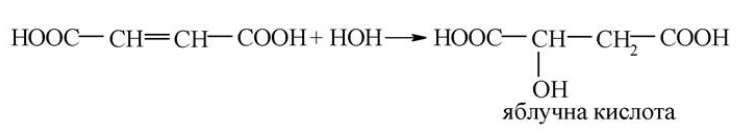 HOOC—CH=CH—COOH + HOH → HOOC—CH—CH₂—COOH
OH
яблучна кислота